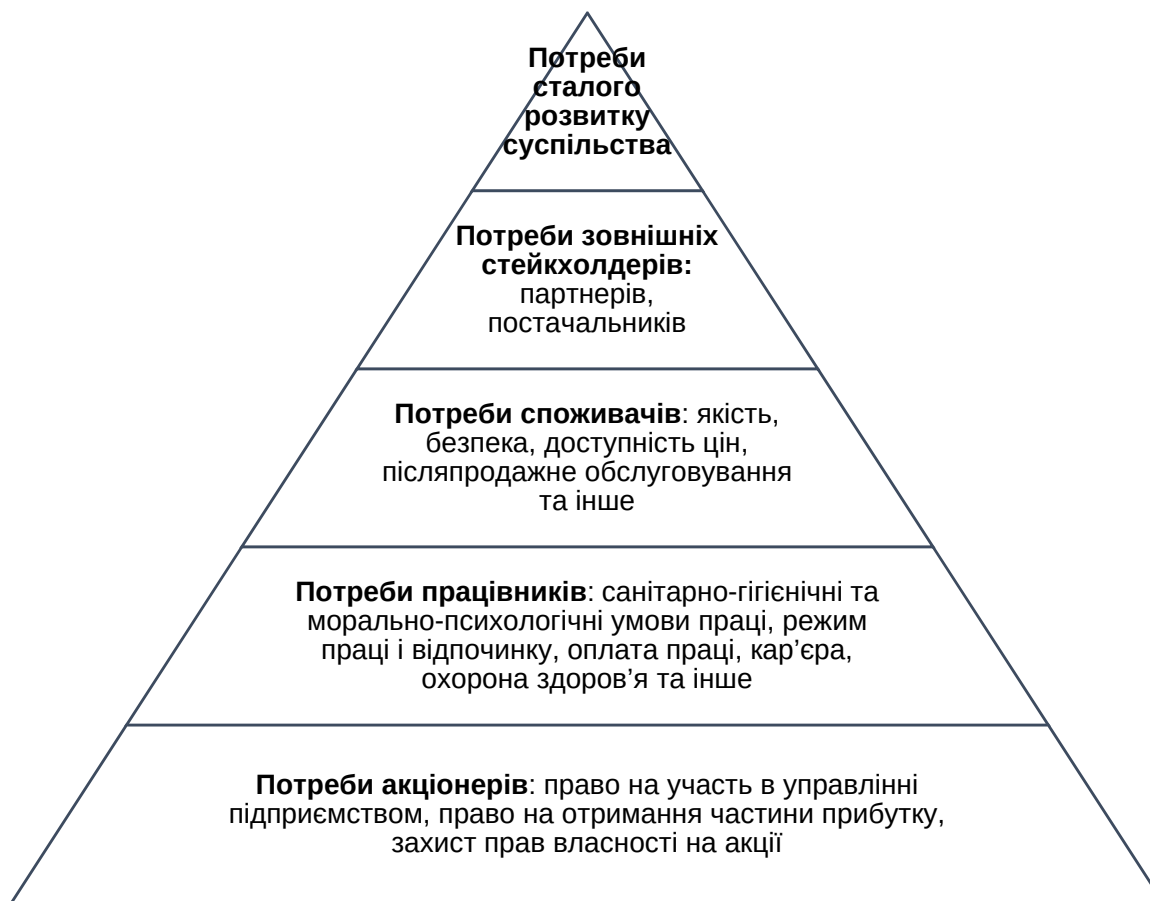 Потреби
сталого
розвитку
суспільства
Потреби зовнішніх
стейкхолдерів:
партнерів,
постачальників
Потреби споживачів: якість,
безпека, доступність цін,
післяпродажне обслуговування
та інше
Потреби працівників: санітарно-гігієнічні та
морально-психологічні умови праці, режим
праці і відпочинку, оплата праці, кар’єра,
охорона здоров’я та інше
Потреби акціонерів: право на участь в управлінні
підприємством, право на отримання частини прибутку,
захист прав власності на акції